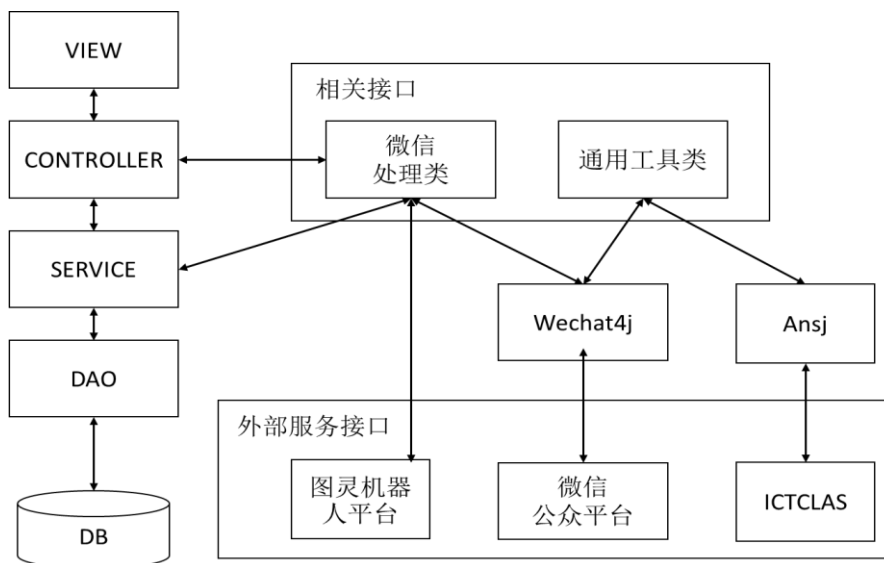 VIEW
相关接口
CONTROLLER
微信
处理类
通用工具类
SERVICE
Wechat4j
Ansj
DAO
外部服务接口
图灵机器
人平台
微信
公众平台
ICTCLAS
DB